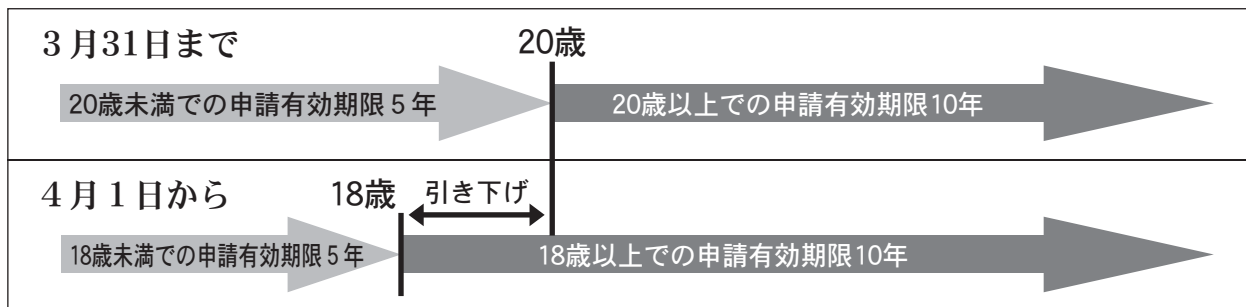 3月31日まで
20歳
20歳未満での申請有効期限5年
20歳以上での申請有効期限10年
4月1日から
18歳
引き下げ
18歳未満での申請有効期限5年
18歳以上での申請有効期限10年